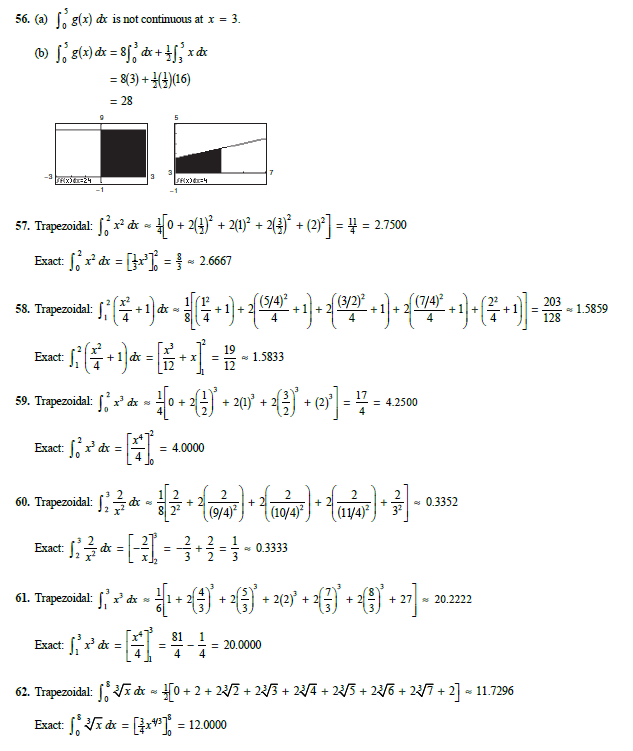 56. (a) ∫₀⁵ g(x) dx is not continuous at x = 3.
(b) ∫₀⁵ g(x) dx = 8∫₀³ dx + ½∫₃⁵ x dx
= 8(3) + ½(½)(16)
= 28
9
-3
3
-1
∫f(x)dx=24
5
3
7
-1
∫f(x)dx=4
57. Trapezoidal: ∫₀² x² dx ≈ ¼[0 + 2(½)² + 2(1)² + 2(3/2)² + (2)²] = 11/4 = 2.7500
Exact: ∫₀² x² dx = [⅓x³]₀² = 8/3 ≈ 2.6667
58. Trapezoidal: ∫₁² (x²/4 + 1) dx ≈ 1/8[(1²/4 + 1) + 2((5/4)²/4 + 1) + 2((3/2)²/4 + 1) + 2((7/4)²/4 + 1) + (2²/4 + 1)] = 203/128 ≈ 1.5859
Exact: ∫₁² (x²/4 + 1) dx = [x³/12 + x]₁² = 19/12 ≈ 1.5833
59. Trapezoidal: ∫₀² x³ dx ≈ 1/4[0 + 2(1/2)³ + 2(1)³ + 2(3/2)³ + (2)³] = 17/4 = 4.2500
Exact: ∫₀² x³ dx = [x⁴/4]₀² = 4.0000
60. Trapezoidal: ∫₂³ 2/x² dx ≈ 1/8[2/2² + 2(2/(9/4)²) + 2(2/(10/4)²) + 2(2/(11/4)²) + 2/3²] ≈ 0.3352
Exact: ∫₂³ 2/x² dx = [-2/x]₂³ = -2/3 + 2/2 = 1/3 ≈ 0.3333
61. Trapezoidal: ∫₁³ x³ dx ≈ 1/6[1 + 2(4/3)³ + 2(5/3)³ + 2(2)³ + 2(7/3)³ + 2(8/3)³ + 27] ≈ 20.2222
Exact: ∫₁³ x³ dx = [x⁴/4]₁³ = 81/4 - 1/4 = 20.0000
62. Trapezoidal: ∫₀⁸ ∛x dx ≈ ½[0 + 2 + 2∛2 + 2∛3 + 2∛4 + 2∛5 + 2∛6 + 2∛7 + 2] ≈ 11.7296
Exact: ∫₀⁸ ∛x dx = [¾x^(4/3)]₀⁸ = 12.0000